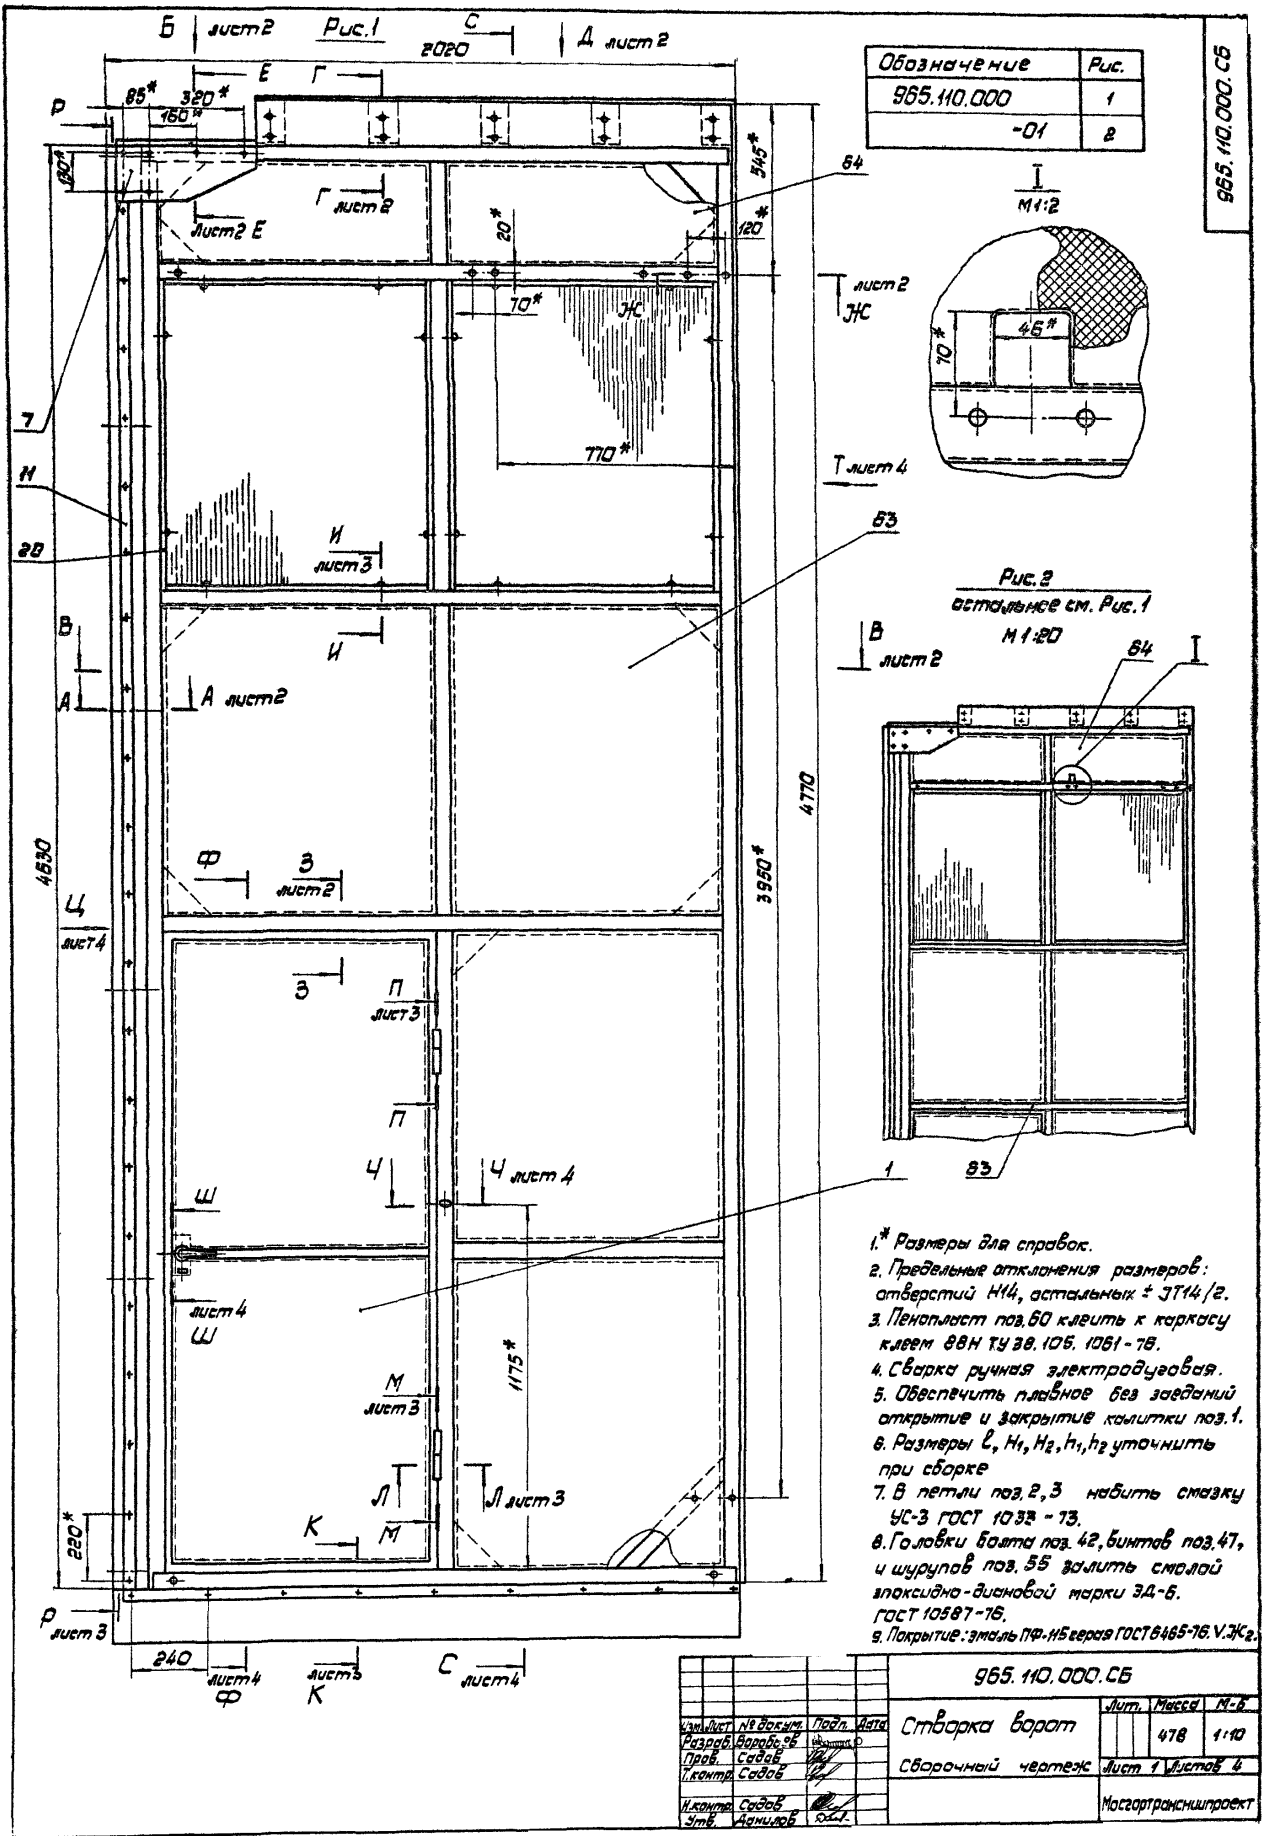 Б лист 2
Рис. 1
С
2020
Д лист 2
Е
Г
Р
85*
320*
160*
130*
Г лист 2
лист 2 Е
545*
64
20*
120*
70*
Ж
лист 2
Ж
7
11
20
770*
Т лист 4
И
лист 3
И
63
В
А
А лист 2
В
лист 2
4630
4770
3950*
Ф
З
лист 2
Ц
лист 4
З
П
лист 3
П
Ч
Ч лист 4
1
Ш
лист 4
Ш
1175*
М
лист 3
Л
Л лист 3
М
К
220*
Р
лист 3
240
лист 4
Ф
лист 3
К
С
лист 4
Обозначение Рис.
965.110.000 1
-01 2
965.110.000.СБ
I
М1:2
70*
46*
Рис. 2
остальное см. Рис. 1
М 1:20
64
I
63
1.* Размеры для справок.
2. Предельные отклонения размеров:
отверстий Н14, остальных ± JТ14/2.
3. Пенопласт поз. 60 клеить к каркасу
клеем 88Н ТУ 38. 105. 1061-76.
4. Сварка ручная электродуговая.
5. Обеспечить плавное без заеданий
открытие и закрытие калитки поз. 1.
6. Размеры ℓ, H₁, H₂, h₁, h₂ уточнить
при сборке
7. В петли поз. 2, 3 набить смазку
УС-3 ГОСТ 1033-73.
8. Головки болта поз. 42, винтов поз. 47,
и шурупов поз. 55 залить смолой
эпоксидно-диановой марки ЭД-6.
ГОСТ 10587-76.
9. Покрытие: эмаль ПФ-115 серая ГОСТ 6465-76. V. Ж2.
965. 110. 000. СБ
Изм. Лист № докум. Подп. Дата
Разраб. Воробьев
Пров. Садов
Т. контр. Садов
Н. контр. Садов
Утв. Данилов
Створка ворот
Сборочный чертеж
Лит. Масса М-б
478 1:10
Лист 1 Листов 4
Мосгортрансниипроект